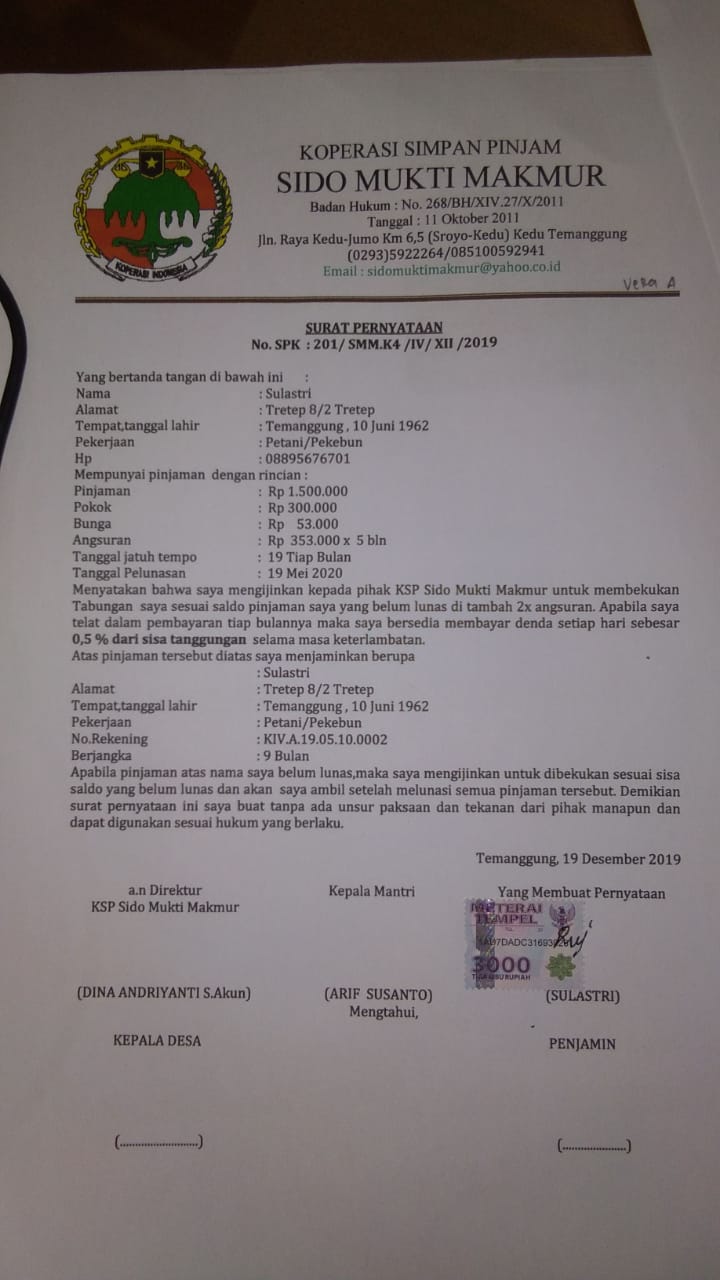 KOPERASI SIMPAN PINJAM
SIDO MUKTI MAKMUR
Badan Hukum : No. 268/BH/XIV.27/X/2011
Tanggal : 11 Oktober 2011
Jln. Raya Kedu-Jumo Km 6,5 (Sroyo-Kedu) Kedu Temanggung
(0293)5922264/085100592941
Email : sidomuktimakmur@yahoo.co.id
KOPERASI INDONESIA
Vera A
SURAT PERNYATAAN
No. SPK : 201/ SMM.K4 /IV/ XII /2019
Yang bertanda tangan di bawah ini :
Nama : Sulastri
Alamat : Tretep 8/2 Tretep
Tempat,tanggal lahir : Temanggung , 10 Juni 1962
Pekerjaan : Petani/Pekebun
Hp : 08895676701
Mempunyai pinjaman dengan rincian :
Pinjaman : Rp 1.500.000
Pokok : Rp 300.000
Bunga : Rp 53.000
Angsuran : Rp 353.000 x 5 bln
Tanggal jatuh tempo : 19 Tiap Bulan
Tanggal Pelunasan : 19 Mei 2020
Menyatakan bahwa saya mengijinkan kepada pihak KSP Sido Mukti Makmur untuk membekukan
Tabungan saya sesuai saldo pinjaman saya yang belum lunas di tambah 2x angsuran. Apabila saya
telat dalam pembayaran tiap bulannya maka saya bersedia membayar denda setiap hari sebesar
0,5 % dari sisa tanggungan selama masa keterlambatan.
Atas pinjaman tersebut diatas saya menjaminkan berupa
: Sulastri
Alamat : Tretep 8/2 Tretep
Tempat,tanggal lahir : Temanggung , 10 Juni 1962
Pekerjaan : Petani/Pekebun
No.Rekening : KIV.A.19.05.10.0002
Berjangka : 9 Bulan
Apabila pinjaman atas nama saya belum lunas,maka saya mengijinkan untuk dibekukan sesuai sisa
saldo yang belum lunas dan akan saya ambil setelah melunasi semua pinjaman tersebut. Demikian
surat pernyataan ini saya buat tanpa ada unsur paksaan dan tekanan dari pihak manapun dan
dapat digunakan sesuai hukum yang berlaku.
Temanggung, 19 Desember 2019
a.n Direktur Kepala Mantri Yang Membuat Pernyataan
KSP Sido Mukti Makmur
METERAI
TEMPEL
3000
TIGA RIBU RUPIAH
(DINA ANDRIYANTI S.Akun) (ARIF SUSANTO) (SULASTRI)
Mengtahui,
KEPALA DESA PENJAMIN
(..........................) (.....................)